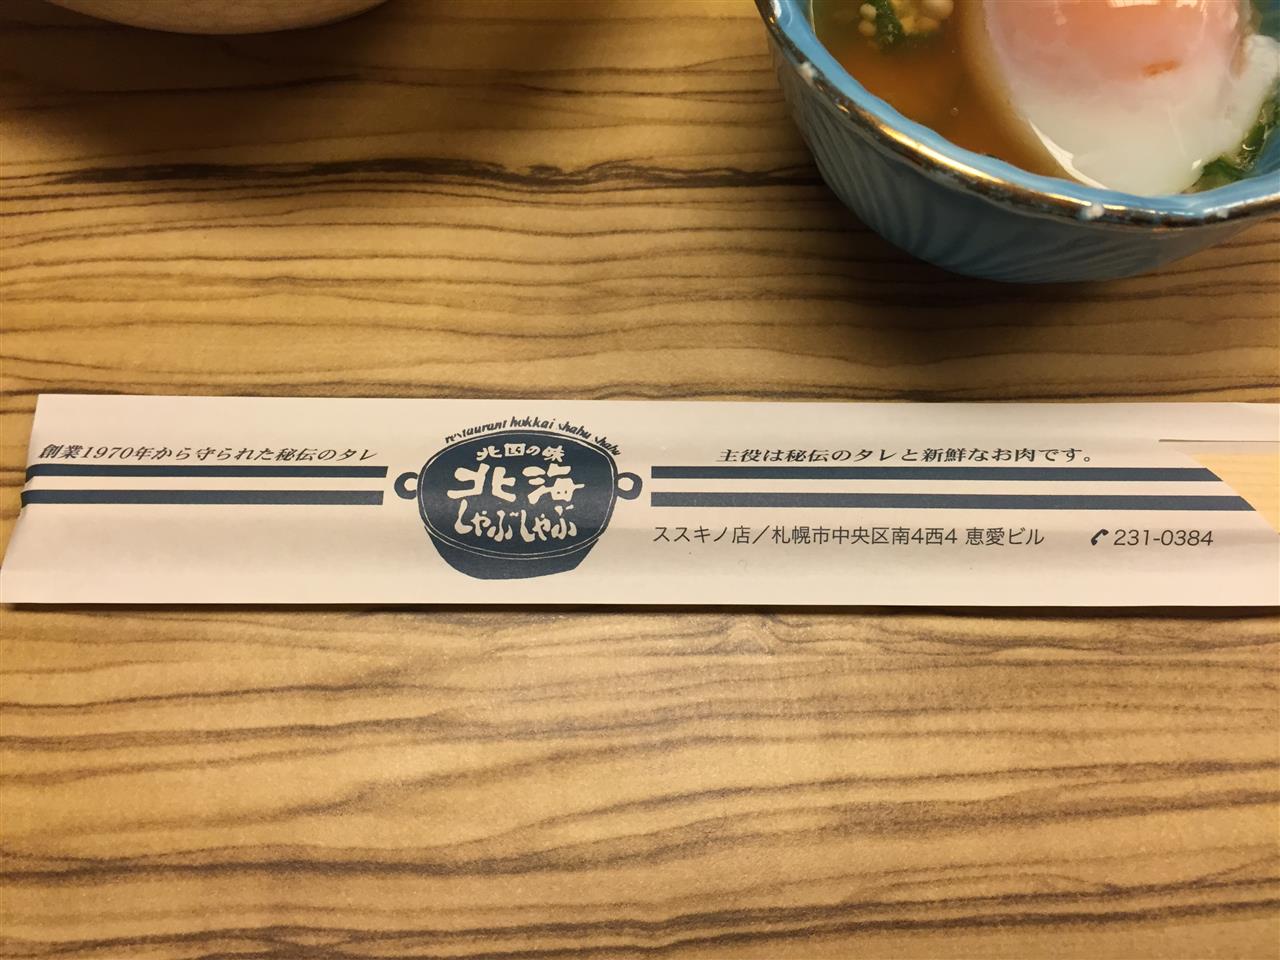 創業1970年から守られた秘伝のタレ
restaurant hokkai shabu shabu
北国の味
北海
しゃぶしゃぶ
主役は秘伝のタレと新鮮なお肉です。
ススキノ店／札幌市中央区南4西4 恵愛ビル
231-0384